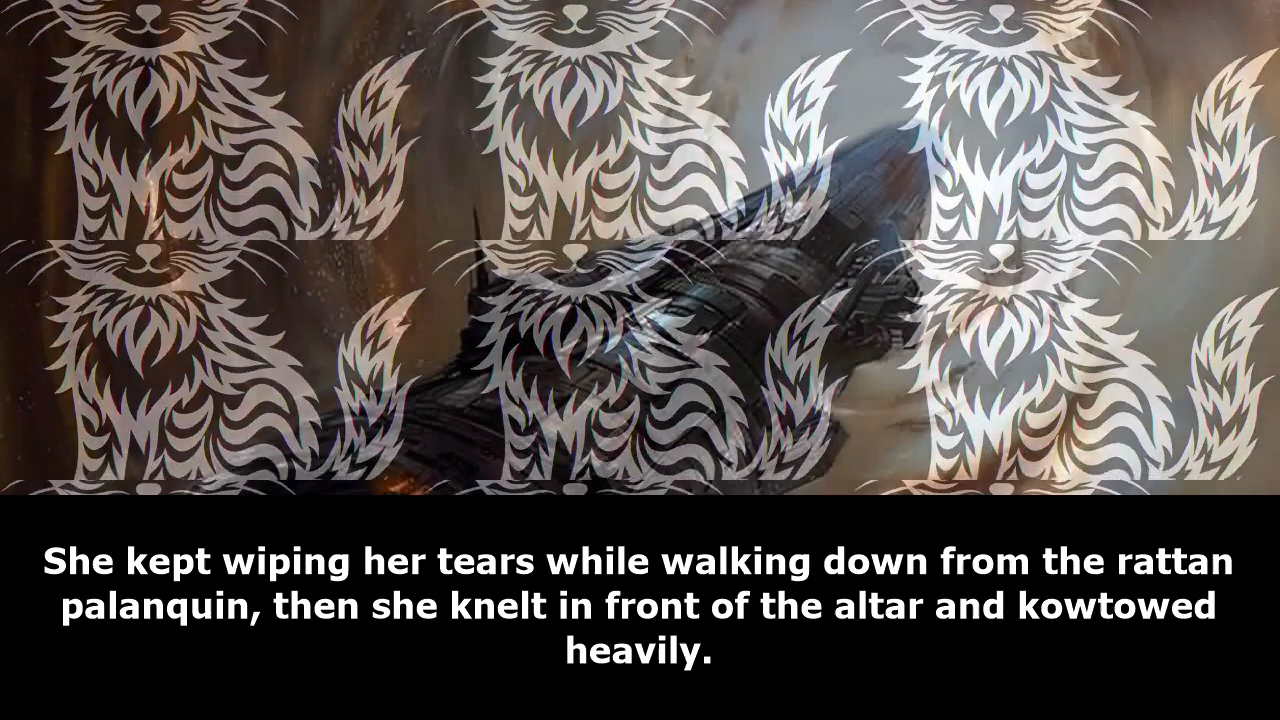 She kept wiping her tears while walking down from the rattan
palanquin, then she knelt in front of the altar and kowtowed
heavily.